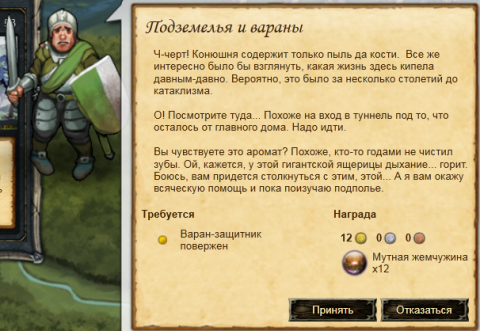 Подземелья и вараны
Ч-черт! Конюшня содержит только пыль да кости. Все же
интересно было бы взглянуть, какая жизнь здесь кипела
давным-давно. Вероятно, это было за несколько столетий до
катаклизма.
О! Посмотрите туда... Похоже на вход в туннель под то, что
осталось от главного дома. Надо идти.
Вы чувствуете это аромат? Похоже, кто-то годами не чистил
зубы. Ой, кажется, у этой гигантской ящерицы дыхание... горит.
Боюсь, вам придется столкнуться с этим, этой... А я вам окажу
всяческую помощь и пока поизучаю подполье.
Требуется
Варан-защитник
повержен
Награда
12 0 0
Мутная жемчужина
x12
Принять
Отказаться